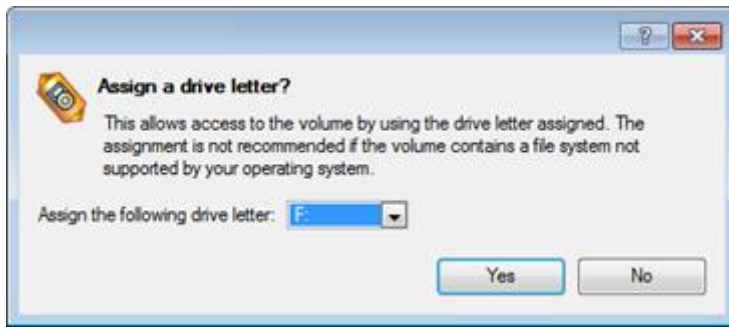 Assign a drive letter?
This allows access to the volume by using the drive letter assigned. The
assignment is not recommended if the volume contains a file system not
supported by your operating system.
Assign the following drive letter: F:
Yes No